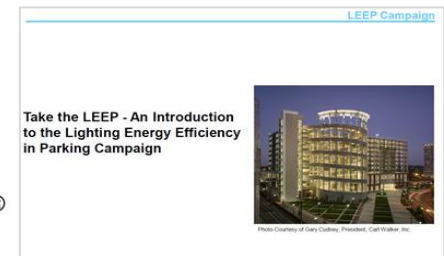 LEEP Campaign
Take the LEEP - An Introduction
to the Lighting Energy Efficiency
in Parking Campaign
Photo Courtesy of Gary Cudney, President, Carl Walker, Inc.